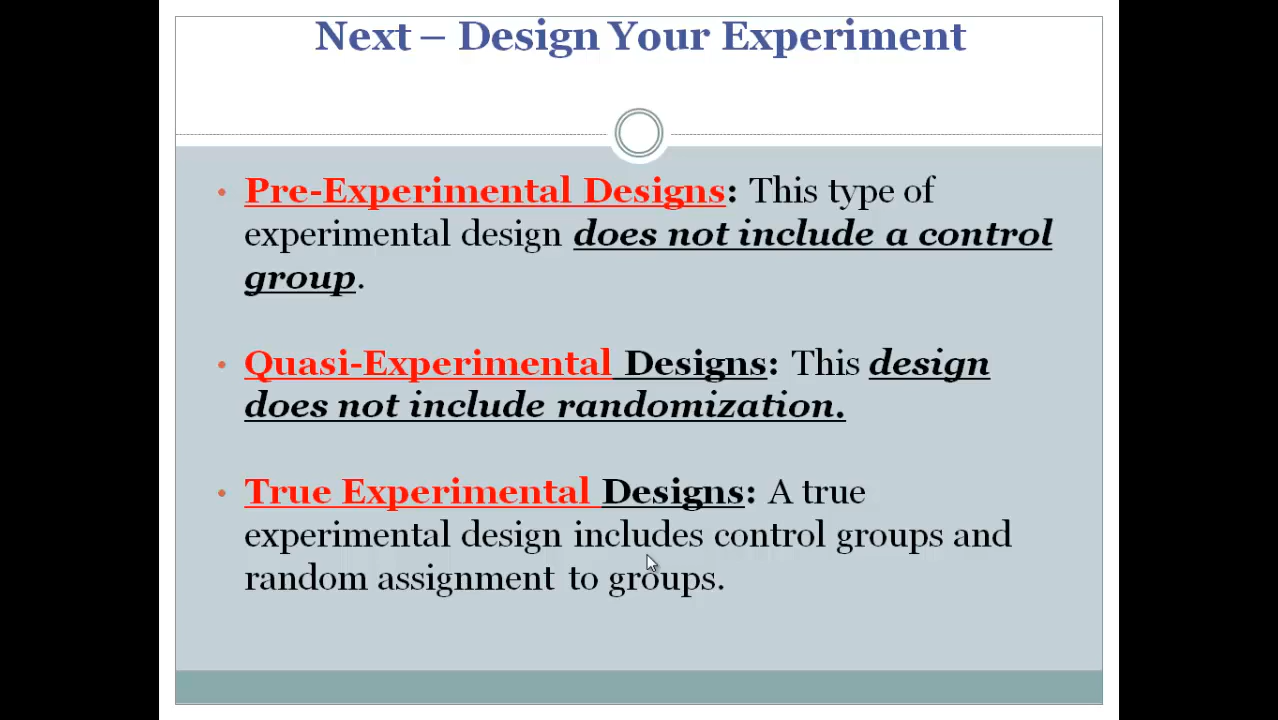 Next – Design Your Experiment
• Pre-Experimental Designs: This type of
experimental design does not include a control
group.
• Quasi-Experimental Designs: This design
does not include randomization.
• True Experimental Designs: A true
experimental design includes control groups and
random assignment to groups.